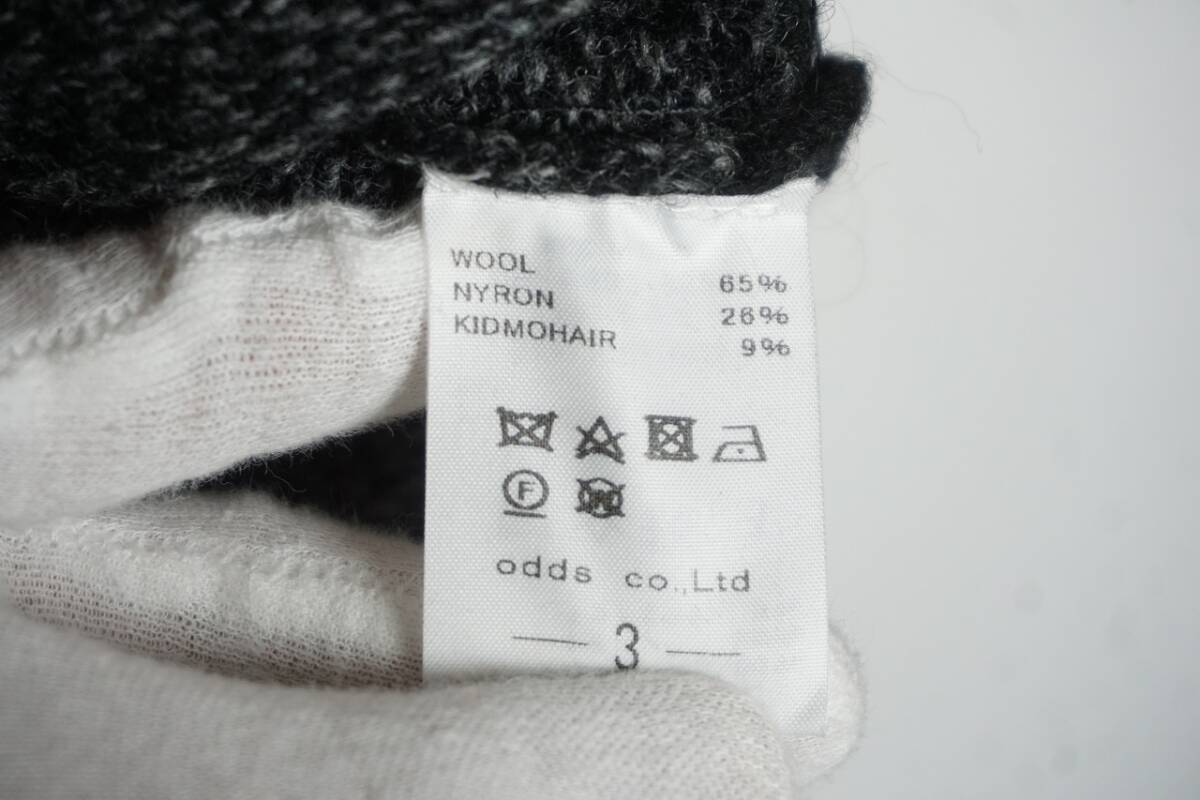 WOOL 65%
NYRON 26%
KIDMOHAIR 9%
F
W
odds co.,Ltd
3